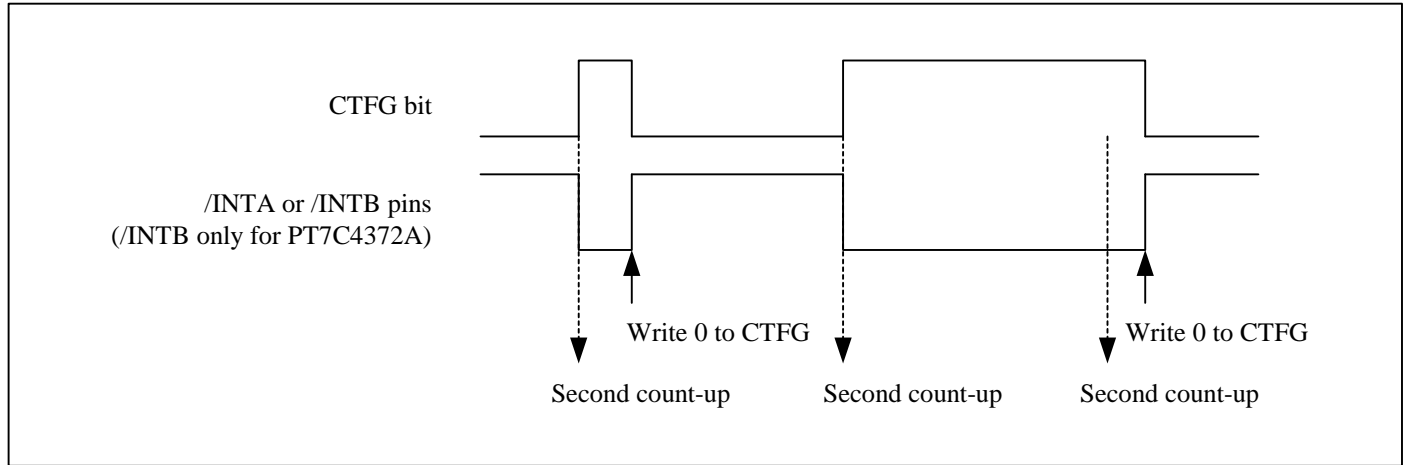 CTFG bit
/INTA or /INTB pins
(/INTB only for PT7C4372A)
Write 0 to CTFG
Write 0 to CTFG
Second count-up
Second count-up
Second count-up